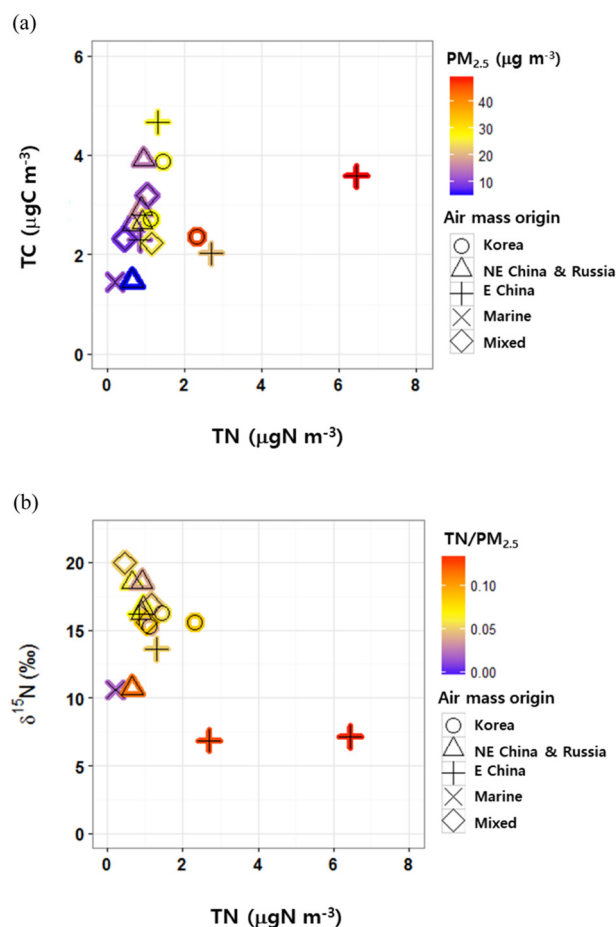 (a)
6
4
2
0
TC (μgC m-3)
0 2 4 6 8
TN (μgN m-3)
PM2.5 (μg m-3)
40
30
20
10
Air mass origin
Korea
NE China & Russia
E China
Marine
Mixed
(b)
20
15
10
5
0
δ15N (‰)
0 2 4 6 8
TN (μgN m-3)
TN/PM2.5
0.10
0.05
0.00
Air mass origin
Korea
NE China & Russia
E China
Marine
Mixed